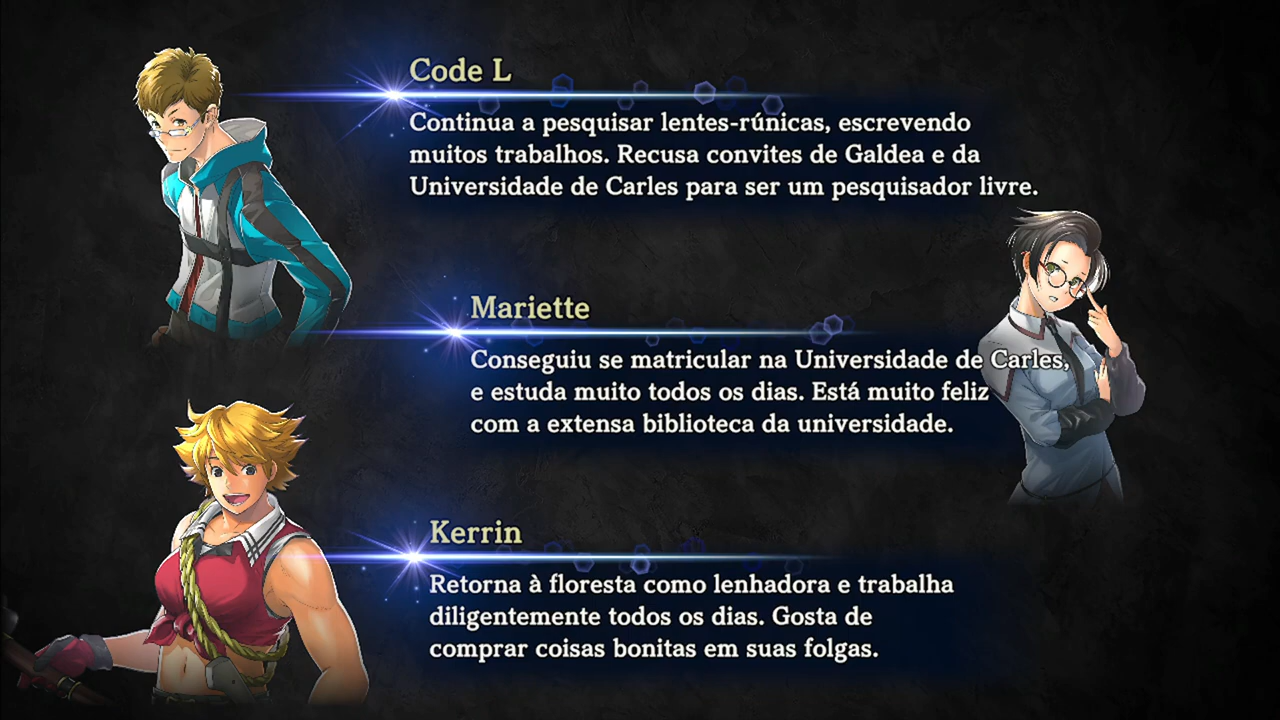 Code L
Continua a pesquisar lentes-rúnicas, escrevendo
muitos trabalhos. Recusa convites de Galdea e da
Universidade de Carles para ser um pesquisador livre.
Mariette
Conseguiu se matricular na Universidade de Carles,
e estuda muito todos os dias. Está muito feliz
com a extensa biblioteca da universidade.
Kerrin
Retorna à floresta como lenhadora e trabalha
diligentemente todos os dias. Gosta de
comprar coisas bonitas em suas folgas.